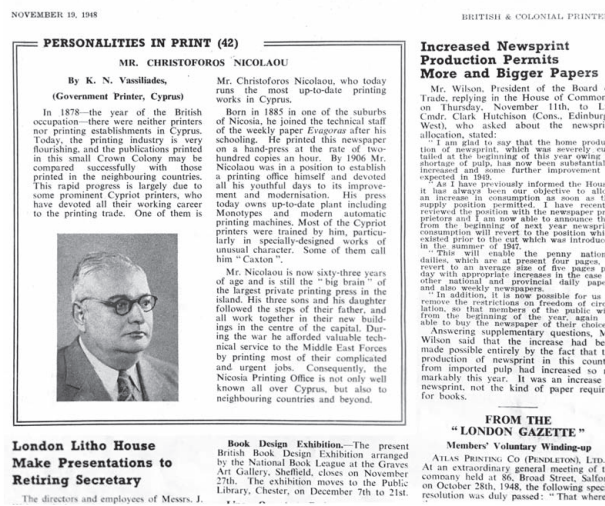 NOVEMBER 19, 1948
BRITISH & COLONIAL PRINTE
PERSONALITIES IN PRINT (42)
MR. CHRISTOFOROS NICOLAOU
By K. N. Vassiliades,
(Government Printer, Cyprus)
In 1878—the year of the British
occupation—there were neither printers
nor printing establishments in Cyprus.
Today, the printing industry is very
flourishing, and the publications printed
in this small Crown Colony may be
compared successfully with those
printed in the neighbouring countries.
This rapid progress is largely due to
some prominent Cypriot printers, who
have devoted all their working career
to the printing trade. One of them is
Mr. Christoforos Nicolaou, who today
runs the most up-to-date printing
works in Cyprus.
Born in 1885 in one of the suburbs
of Nicosia, he joined the technical staff
of the weekly paper Evagoras after his
schooling. He printed this newspaper
on a hand-press at the rate of two-
hundred copies an hour. By 1906 Mr.
Nicolaou was in a position to establish
a printing office himself and devoted
all his youthful days to its improve-
ment and modernisation. His press
today owns up-to-date plant including
Monotypes and modern automatic
printing machines. Most of the Cypriot
printers were trained by him, particu-
larly in specially-designed works of
unusual character. Some of them call
him "Caxton".
Mr. Nicolaou is now sixty-three years
of age and is still the "big brain" of
the largest private printing press in the
island. His three sons and his daughter
followed the steps of their father, and
all work together in their new build-
ings in the centre of the capital. Dur-
ing the war he afforded valuable tech-
nical service to the Middle East Forces
by printing most of their complicated
and urgent jobs. Consequently, the
Nicosia Printing Office is not only well
known all over Cyprus, but also to
neighbouring countries and beyond.
London Litho House
Make Presentations to
Retiring Secretary
The directors and employees of Messrs. J.
Book Design Exhibition.—The present
British Book Design Exhibition arranged
by the National Book League at the Graves
Art Gallery, Sheffield, closes on November
27th. The exhibition moves to the Public
Library, Chester, on December 7th to 21st.
Increased Newsprint
Production Permits
More and Bigger Papers
Mr. Wilson, President of the Board
Trade, replying in the House of Common
on Thursday, November 11th, to L
Cmdr. Clark Hutchison (Cons., Edinbur
West), who asked about the newspri
allocation, stated:
"I am glad to say that the home produ
tion of newsprint, which was severely cu
tailed at the beginning of this year owing
shortage of pulp, has now been substantial
increased and some further improvement
expected in 1949.
"As I have previously informed the Hous
it has always been our objective to allo
an increase in consumption as soon as t
supply position permitted. I have recent
reviewed the position with the newspaper p
prietors and I am now able to announce th
from the beginning of next year newspri
consumption will revert to the position whi
existed prior to the cut which was introduc
in the summer of 1947.
"This will enable the penny nation
dailies, which are at present four pages,
revert to an average size of five pages p
day with appropriate increases in the case
other national and provincial daily pape
and also weekly newspapers.
"In addition, it is now possible for us
remove the restrictions on freedom of circ
lation, so that members of the public wi
from the beginning of the year, again
able to buy the newspaper of their choice
Answering supplementary questions, M
Wilson said that the increase had be
made possible entirely by the fact that t
production of newsprint in this count
from imported pulp had increased so
markably this year. It was an increase
newsprint, not the kind of paper requir
for books.
FROM THE
"LONDON GAZETTE"
Members' Voluntary Winding-up
ATLAS PRINTING CO (PENDLETON), LTD.
At an extraordinary general meeting of t
company held at 86, Broad Street, Salfor
on October 28th, 1948, the following spec
resolution was duly passed: "That where